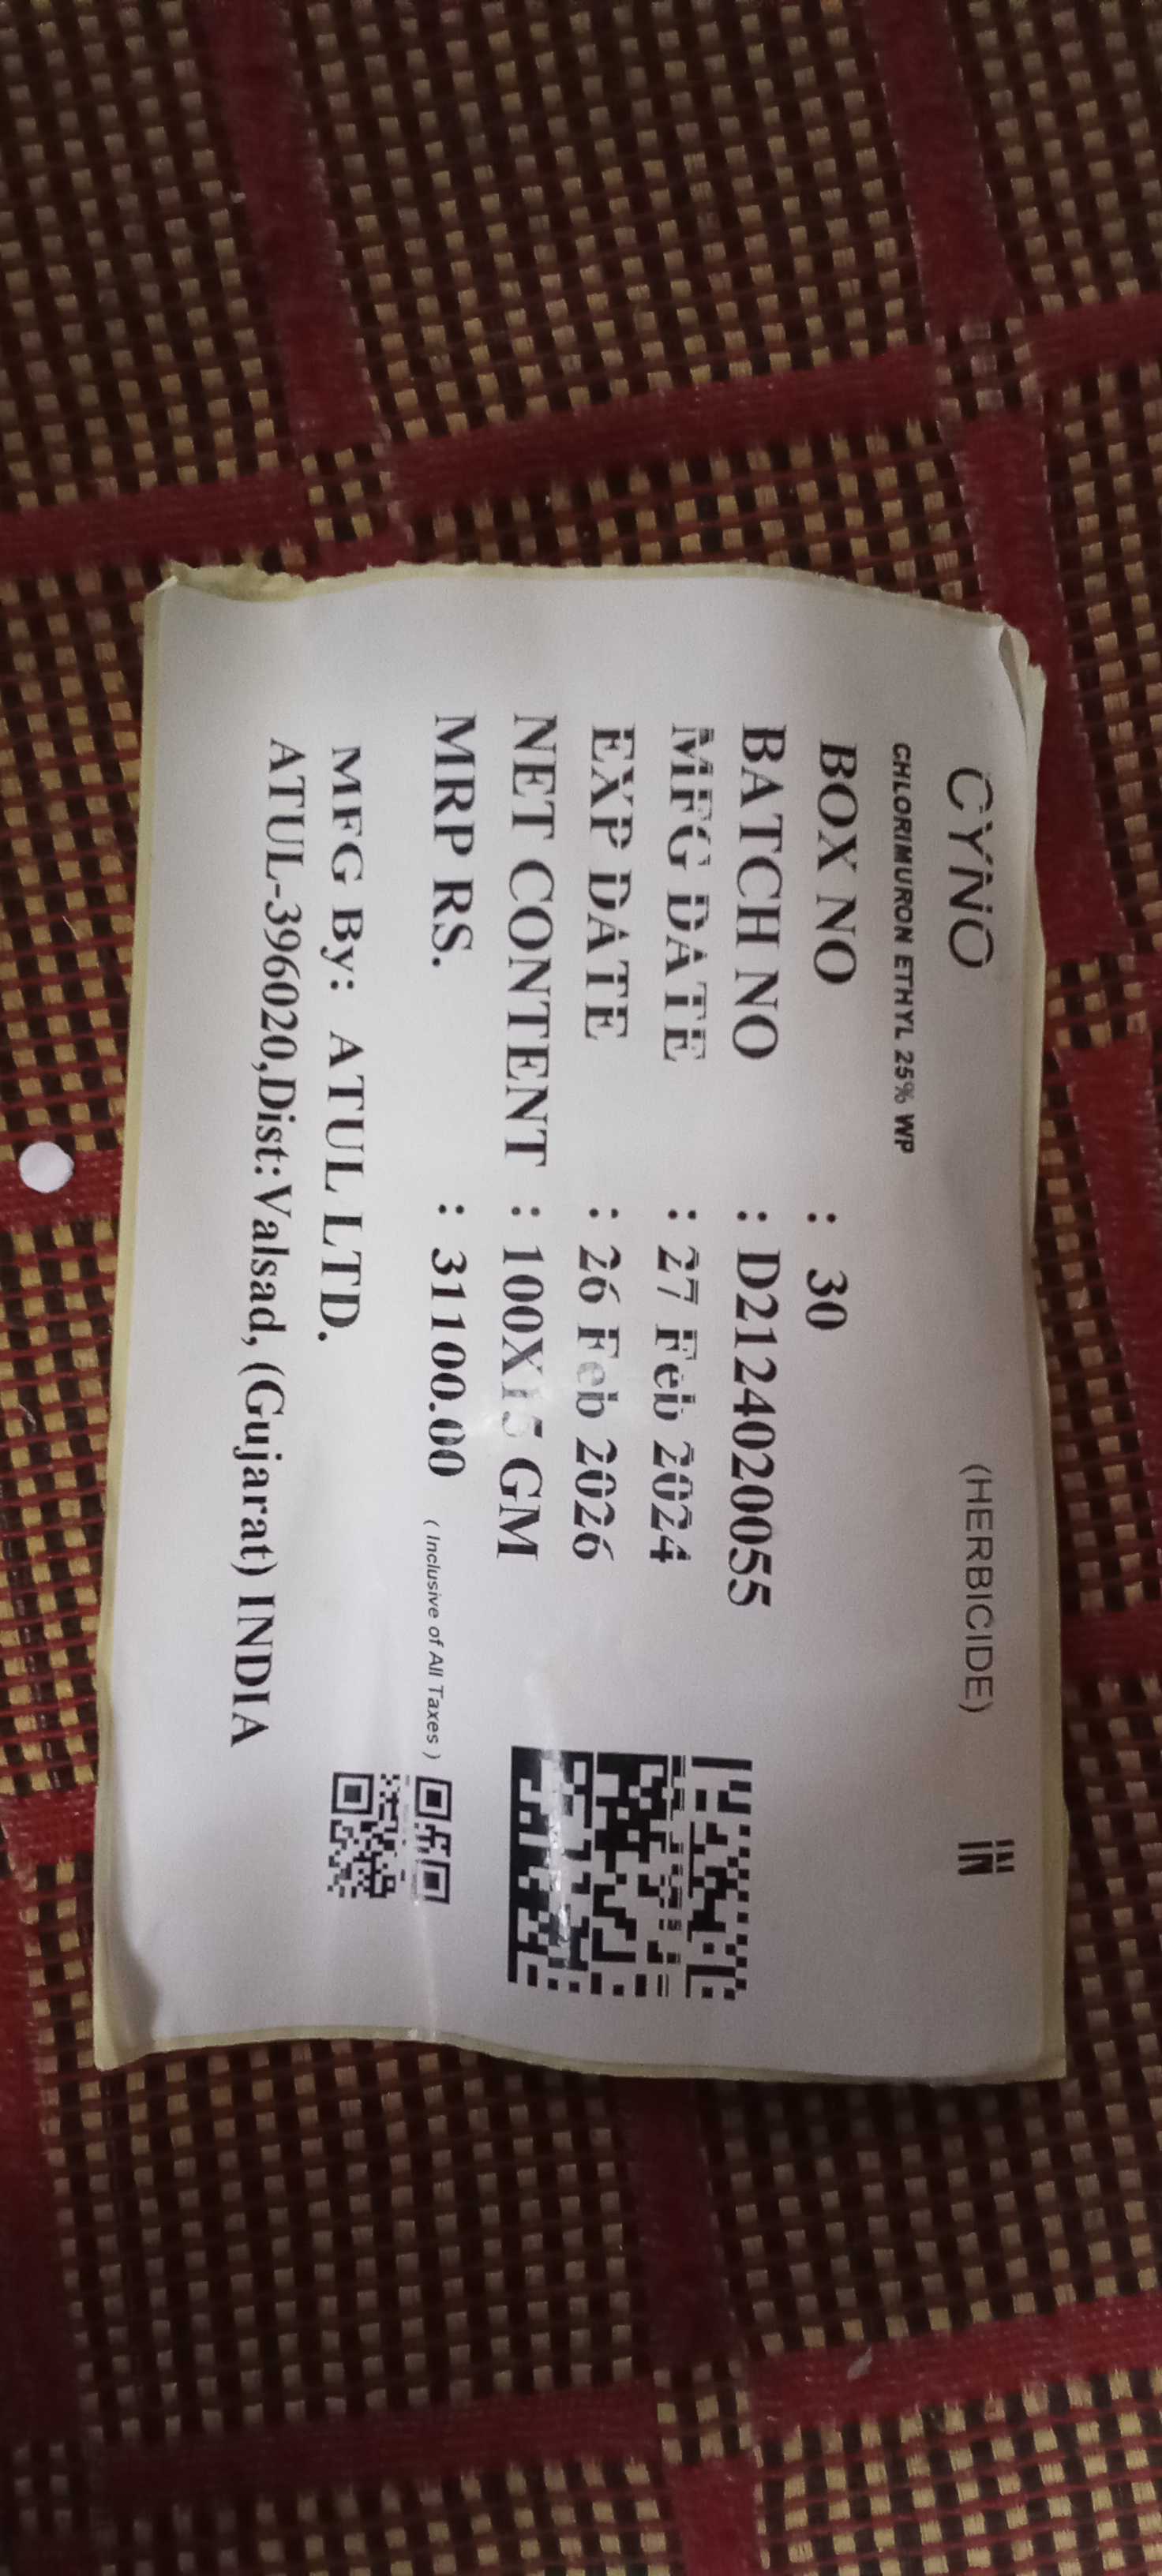 CYNO (HERBICIDE) IN
CHLORIMURON ETHYL 25% WP
BOX NO : 30
BATCH NO : D2124020055
MFG DATE : 27 Feb 2024
EXP DATE : 26 Feb 2026
NET CONTENT : 100X15 GM
MRP RS. : 31100.00 ( Inclusive of All Taxes )
MFG By: ATUL LTD.
ATUL-396020,Dist:Valsad, (Gujarat) INDIA